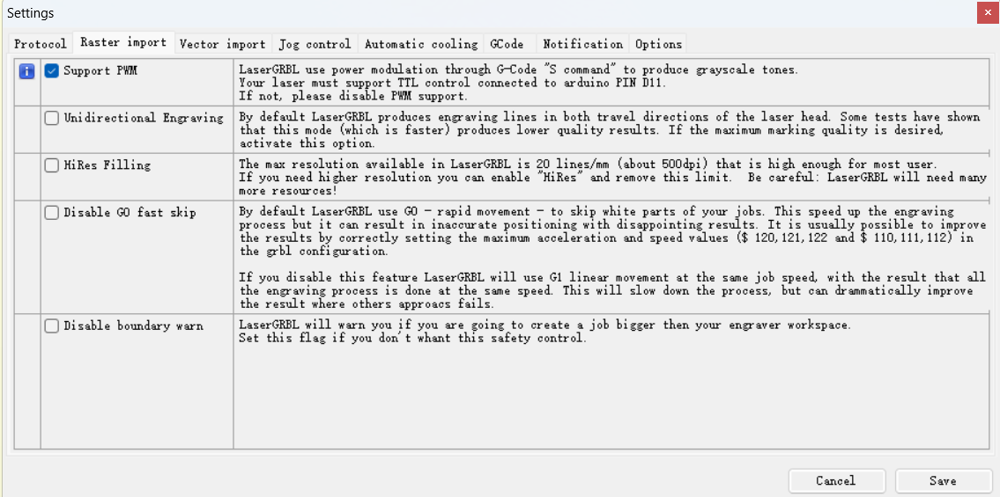 Settings
Protocol Raster import Vector import Jog control Automatic cooling GCode Notification Options
Support PWM
LaserGRBL use power modulation through G-Code "S command" to produce grayscale tones.
Your laser must support TTL control connected to arduino PIN D11.
If not, please disable PWM support.
Unidirectional Engraving
By default LaserGRBL produces engraving lines in both travel directions of the laser head. Some tests have shown
that this mode (which is faster) produces lower quality results. If the maximum marking quality is desired,
activate this option.
HiRes Filling
The max resolution available in LaserGRBL is 20 lines/mm (about 500dpi) that is high enough for most user.
If you need higher resolution you can enable "HiRes" and remove this limit.  Be careful: LaserGRBL will need many
more resources!
Disable G0 fast skip
By default LaserGRBL use G0 - rapid movement - to skip white parts of your jobs. This speed up the engraving
process but it can result in inaccurate positioning with disappointing results. It is usually possible to improve
the results by correctly setting the maximum acceleration and speed values ($ 120,121,122 and $ 110,111,112) in
the grbl configuration.
If you disable this feature LaserGRBL will use G1 linear movement at the same job speed, with the result that all
the engraving process is done at the same speed. This will slow down the process, but can drammatically improve
the result where others approacs fails.
Disable boundary warn
LaserGRBL will warn you if you are going to create a job bigger then your engraver workspace.
Set this flag if you don't whant this safety control.
Cancel Save